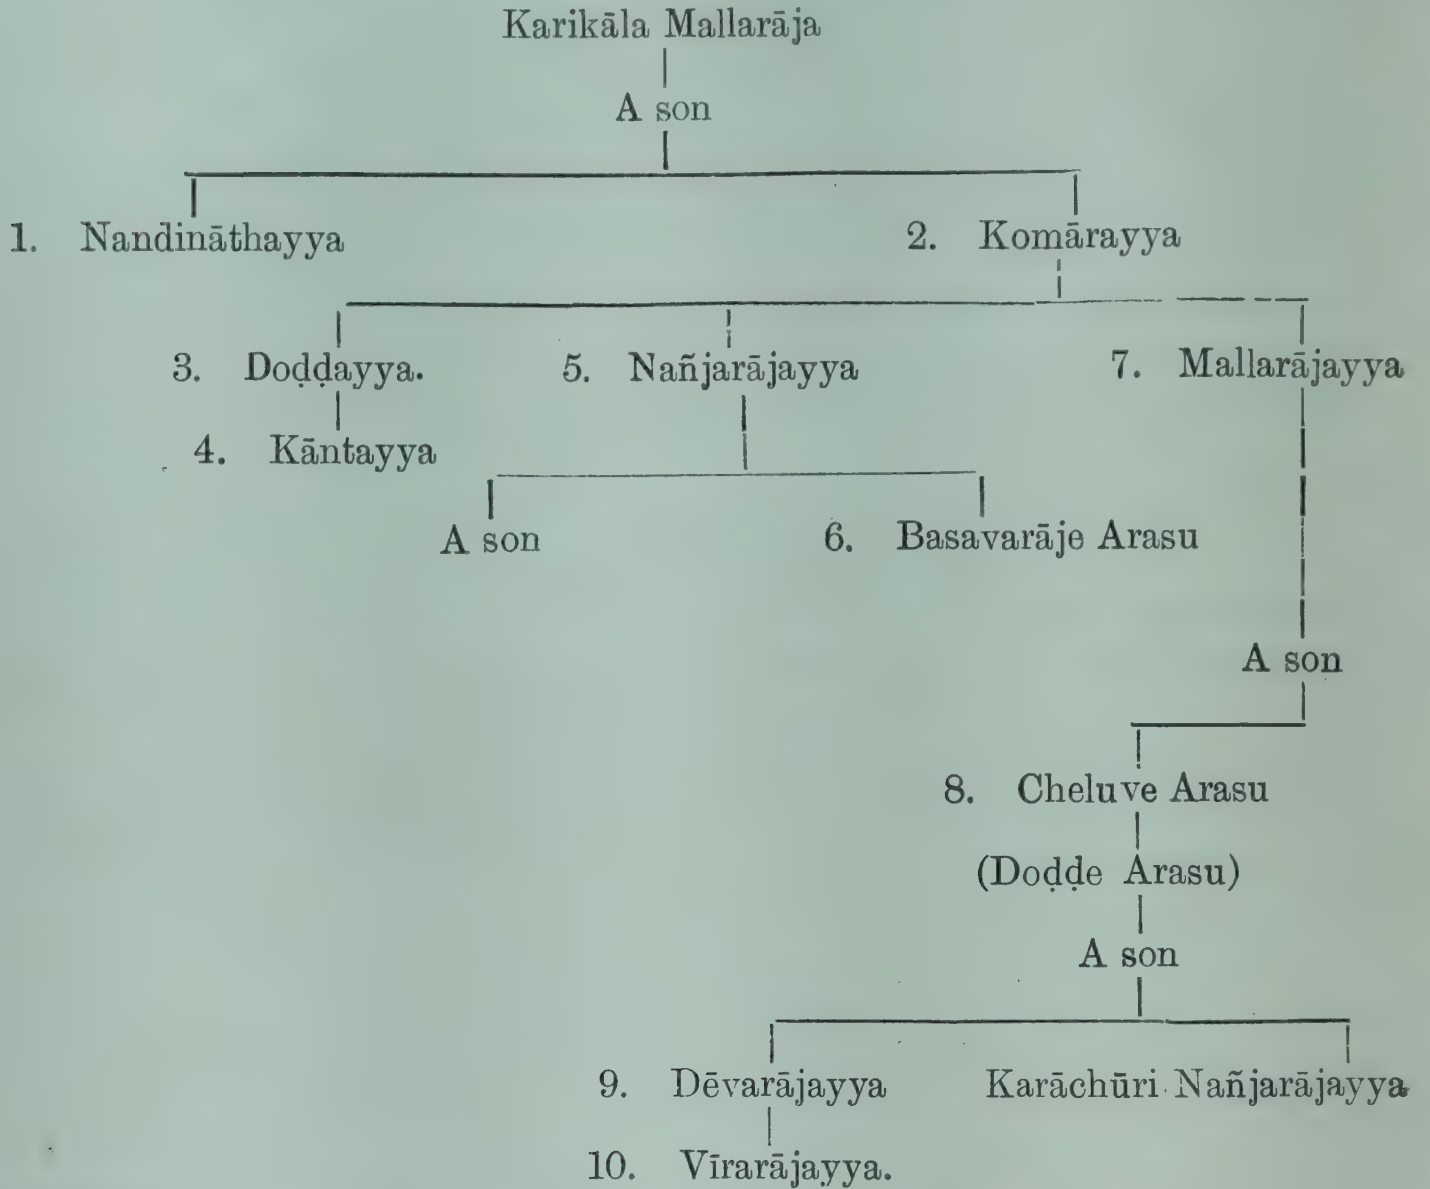 Karikāla Mallarāja
A son
1. Nandināthayya 2. Komārayya
3. Doḍḍayya. 5. Nañjarājayya 7. Mallarājayya
4. Kāntayya
A son 6. Basavarāje Arasu
A son
8. Cheluve Arasu
(Doḍḍe Arasu)
A son
9. Dēvarājayya Karāchūri Nañjarājayya
10. Vīrarājayya.